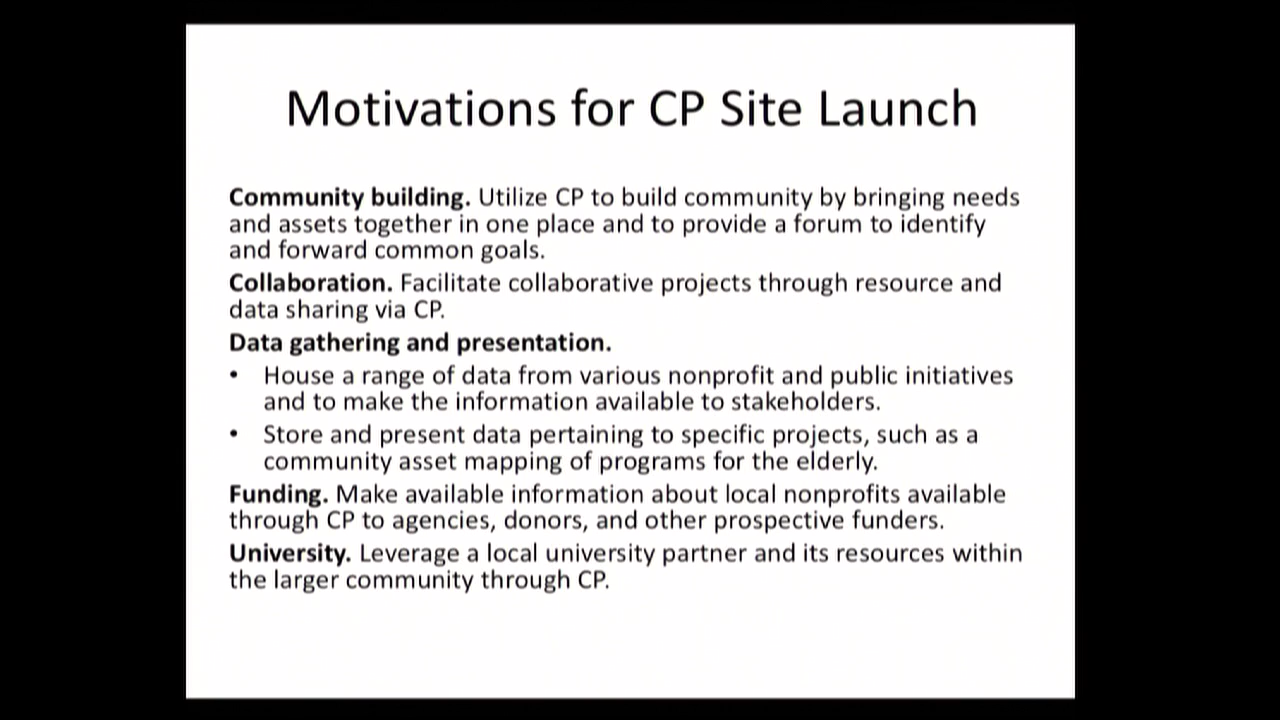 Motivations for CP Site Launch
Community building. Utilize CP to build community by bringing needs
and assets together in one place and to provide a forum to identify
and forward common goals.
Collaboration. Facilitate collaborative projects through resource and
data sharing via CP.
Data gathering and presentation.
• House a range of data from various nonprofit and public initiatives
and to make the information available to stakeholders.
• Store and present data pertaining to specific projects, such as a
community asset mapping of programs for the elderly.
Funding. Make available information about local nonprofits available
through CP to agencies, donors, and other prospective funders.
University. Leverage a local university partner and its resources within
the larger community through CP.